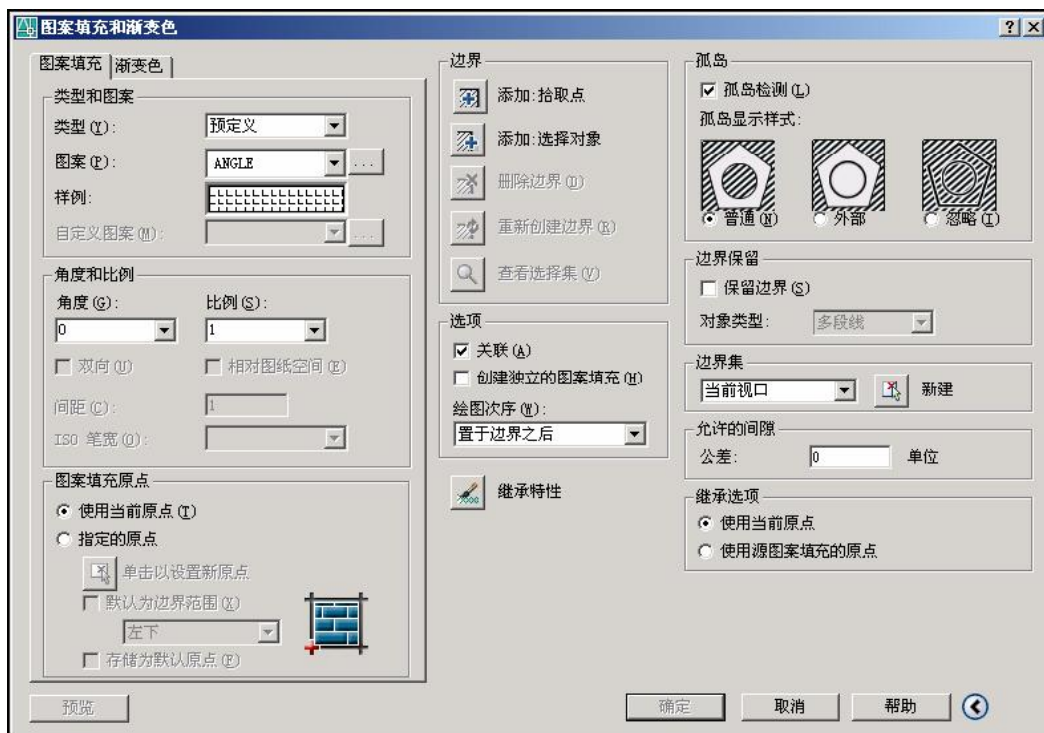 图案填充和渐变色
图案填充 渐变色
类型和图案
类型(Y): 预定义
图案(P): ANGLE ...
样例:
自定义图案(M): ...
角度和比例
角度(G): 比例(S):
0 1
双向(U) 相对图纸空间(E)
间距(C): 1
ISO 笔宽(O):
图案填充原点
使用当前原点(T)
指定的原点
单击以设置新原点
默认为边界范围(X)
左下
存储为默认原点(F)
预览
边界
添加:拾取点
添加:选择对象
删除边界(D)
重新创建边界(R)
查看选择集(V)
选项
关联(A)
创建独立的图案填充(H)
绘图次序(W):
置于边界之后
继承特性
孤岛
孤岛检测(L)
孤岛显示样式:
普通(N) 外部 忽略(I)
边界保留
保留边界(S)
对象类型: 多段线
边界集
当前视口 新建
允许的间隙
公差: 0 单位
继承选项
使用当前原点
使用源图案填充的原点
确定 取消 帮助